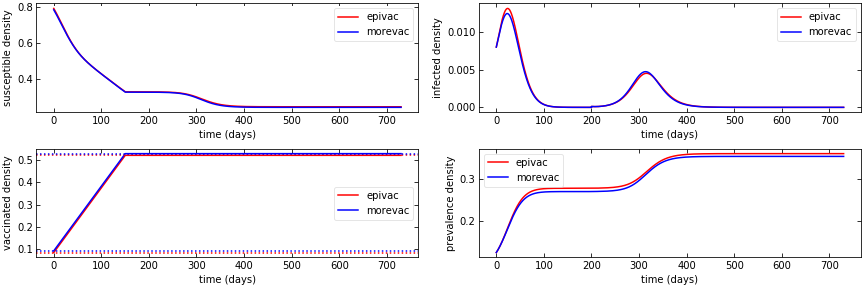 susceptible density
0.8
0.6
0.4
epivac
morevac
0 100 200 300 400 500 600 700
time (days)
infected density
0.010
0.005
0.000
epivac
morevac
0 100 200 300 400 500 600 700
time (days)
vaccinated density
0.5
0.4
0.3
0.2
0.1
epivac
morevac
0 100 200 300 400 500 600 700
time (days)
prevalence density
0.3
0.2
epivac
morevac
0 100 200 300 400 500 600 700
time (days)